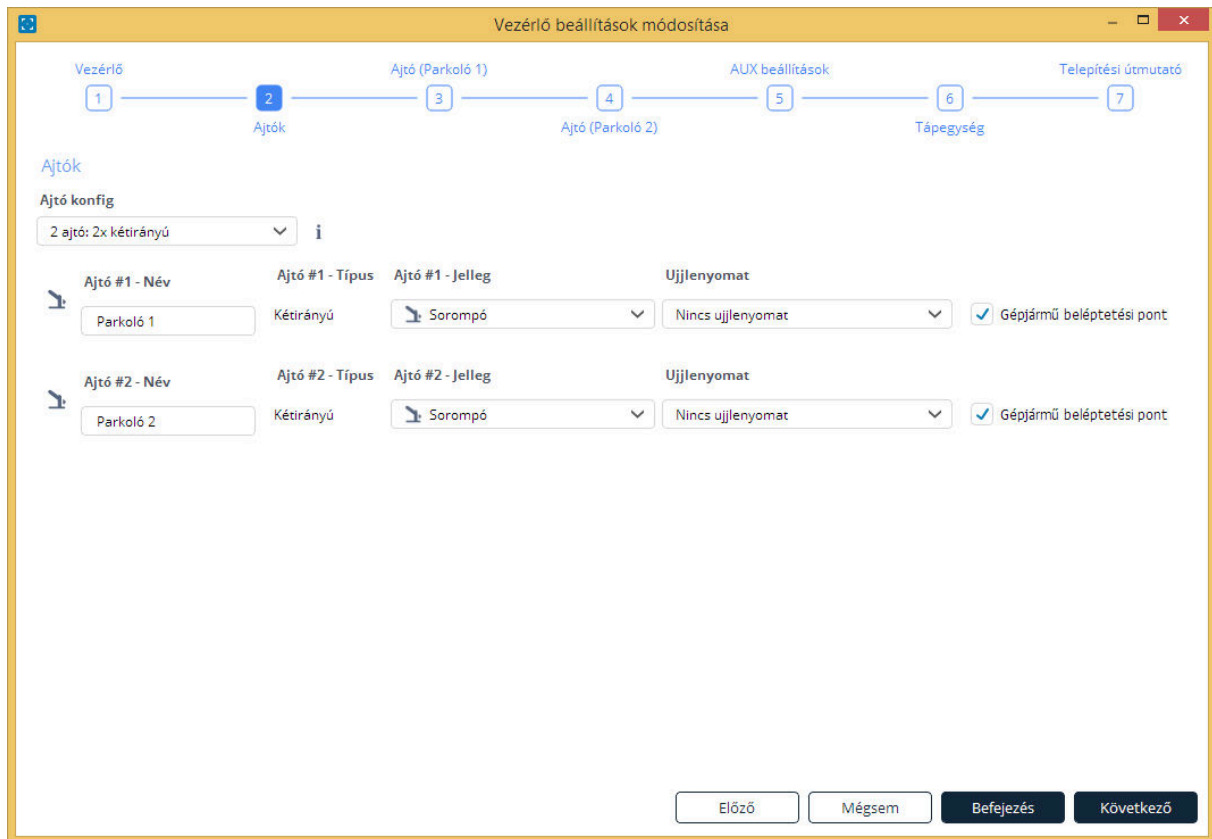 Vezérlő beállítások módosítása
Vezérlő
Ajtó (Parkoló 1)
AUX beállítások
Telepítési útmutató
1
2
3
4
5
6
7
Ajtók
Ajtó (Parkoló 2)
Tápegység
Ajtók
Ajtó konfig
2 ajtó: 2x kétirányú
i
Ajtó #1 - Név
Ajtó #1 - Típus
Ajtó #1 - Jelleg
Ujjlenyomat
Parkoló 1
Kétirányú
Sorompó
Nincs ujjlenyomat
Gépjármű beléptetési pont
Ajtó #2 - Név
Ajtó #2 - Típus
Ajtó #2 - Jelleg
Ujjlenyomat
Parkoló 2
Kétirányú
Sorompó
Nincs ujjlenyomat
Gépjármű beléptetési pont
Előző
Mégsem
Befejezés
Következő